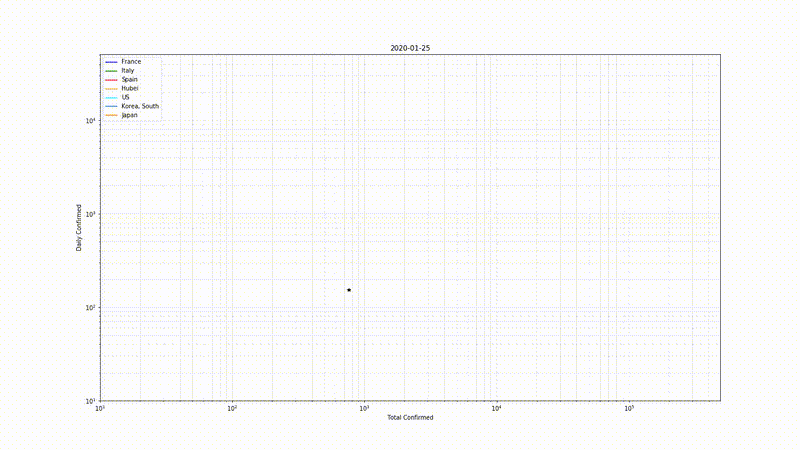 2020-01-25
France
Italy
Spain
Hubei
US
Korea, South
Japan
10⁴
10³
10²
10¹
Daily Confirmed
10¹
10²
10³
10⁴
10⁵
Total Confirmed